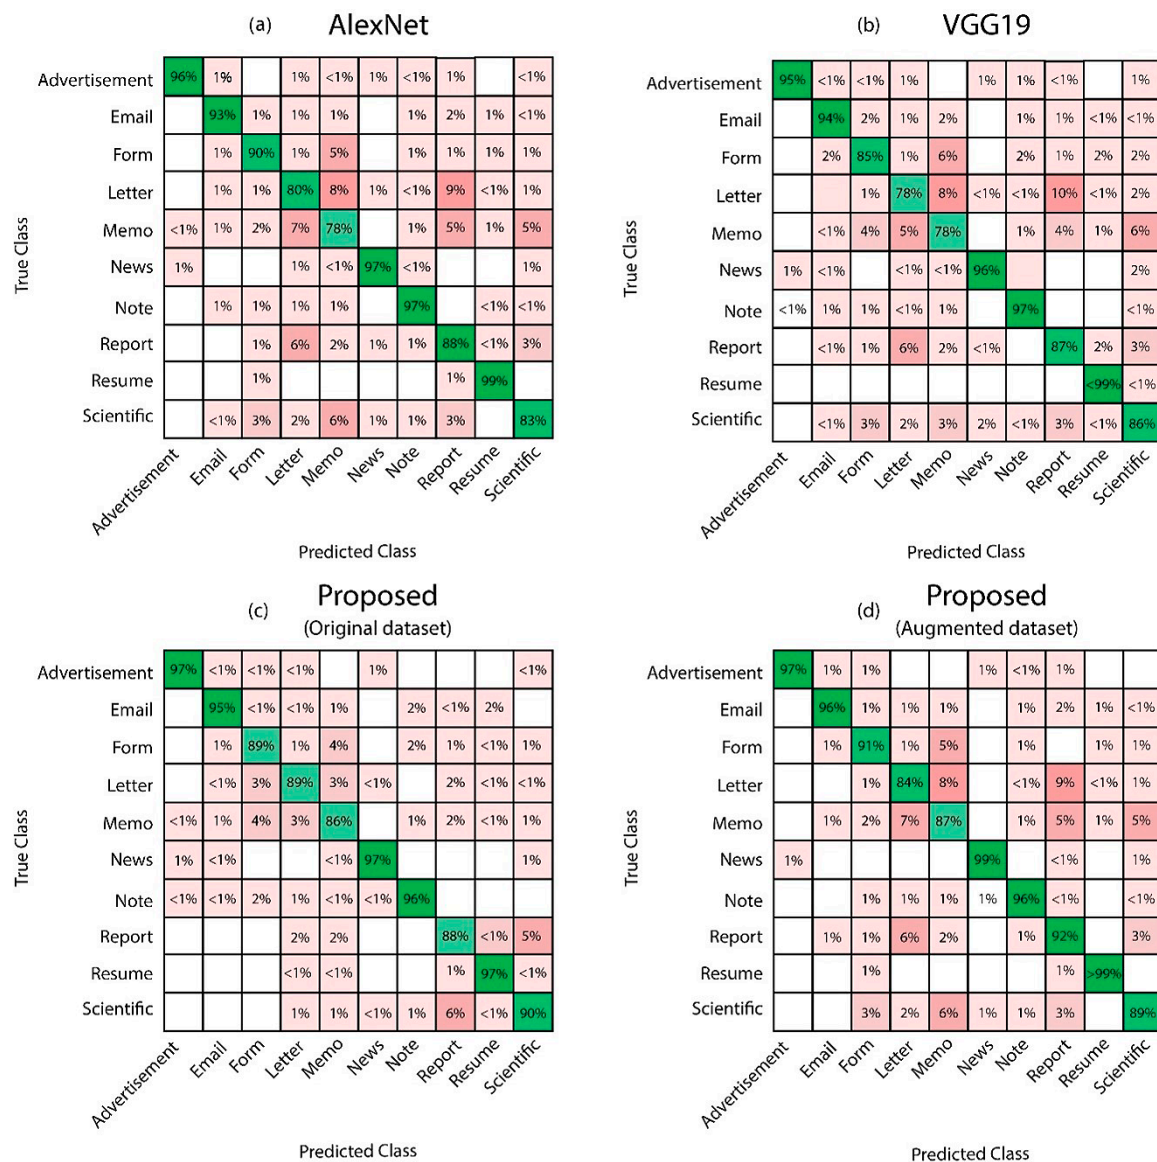 (a) AlexNet
Advertisement 96% 1% 1% <1% 1% <1% 1% <1%
Email 93% 1% 1% 1% 1% 2% 1% <1%
Form 1% 90% 1% 5% 1% 1% 1% 1%
Letter 1% 1% 80% 8% 1% <1% 9% <1% 1%
Memo <1% 1% 2% 7% 78% 1% 5% 1% 5%
News 1% 1% <1% 97% <1% 1%
Note 1% 1% 1% 1% 97% <1% <1%
Report 1% 6% 2% 1% 1% 88% <1% 3%
Resume 1% 1% 99%
Scientific <1% 3% 2% 6% 1% 1% 3% 83%
True Class
Advertisement Email Form Letter Memo News Note Report Resume Scientific
Predicted Class
(b) VGG19
Advertisement 95% <1% <1% 1% 1% 1% <1% 1%
Email 94% 2% 1% 2% 1% 1% <1% <1%
Form 2% 85% 1% 6% 2% 1% 2% 2%
Letter 1% 78% 8% <1% <1% 10% <1% 2%
Memo <1% 4% 5% 78% 1% 4% 1% 6%
News 1% <1% <1% <1% 96% 2%
Note <1% 1% 1% <1% 1% 97% <1%
Report <1% 1% 6% 2% <1% 87% 2% 3%
Resume <99% <1%
Scientific <1% 3% 2% 3% 2% <1% 3% <1% 86%
True Class
Advertisement Email Form Letter Memo News Note Report Resume Scientific
Predicted Class
(c) Proposed
(Original dataset)
Advertisement 97% <1% <1% <1% 1% <1%
Email 95% <1% <1% 1% 2% <1% 2%
Form 1% 89% 1% 4% 2% 1% <1% 1%
Letter <1% 3% 89% 3% <1% 2% <1% <1%
Memo <1% 1% 4% 3% 86% 1% 2% <1% 1%
News 1% <1% <1% 97% 1%
Note <1% <1% 2% 1% <1% <1% 96%
Report 2% 2% 88% <1% 5%
Resume <1% <1% 1% 97% <1%
Scientific 1% 1% <1% 1% 6% <1% 90%
True Class
Advertisement Email Form Letter Memo News Note Report Resume Scientific
Predicted Class
(d) Proposed
(Augmented dataset)
Advertisement 97% 1% 1% 1% <1% 1%
Email 96% 1% 1% 1% 1% 2% 1% <1%
Form 1% 91% 1% 5% 1% 1% 1%
Letter 1% 84% 8% <1% 9% <1% 1%
Memo 1% 2% 7% 87% 1% 5% 1% 5%
News 1% 99% <1% 1%
Note 1% 1% 1% 1% 96% <1% <1%
Report 1% 1% 6% 2% 1% 92% 3%
Resume 1% 1% >99%
Scientific 3% 2% 6% 1% 1% 3% 89%
True Class
Advertisement Email Form Letter Memo News Note Report Resume Scientific
Predicted Class